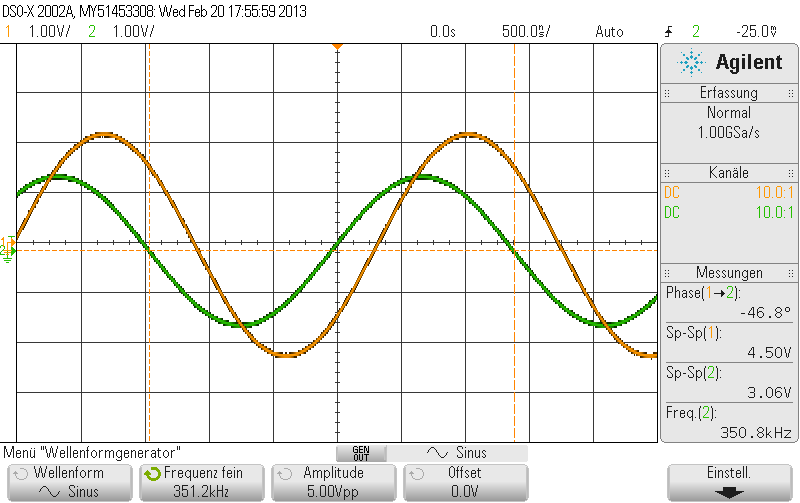 DSO-X 2002A, MY51453308: Wed Feb 20 17:55:59 2013
1 1.00V/ 2 1.00V/ 0.0s 500.0ns/ Auto 2 -25.0mV
Agilent
Erfassung
Normal
1.00GSa/s
Kanäle
DC 10.0:1
DC 10.0:1
Messungen
Phase(1→2):
-46.8°
Sp-Sp(1):
4.50V
Sp-Sp(2):
3.06V
Freq.(2):
350.8kHz
Menü "Wellenformgenerator"
GEN OUT Sinus
Wellenform
Sinus
Frequenz fein
351.2kHz
Amplitude
5.00Vpp
Offset
0.0V
Einstell.